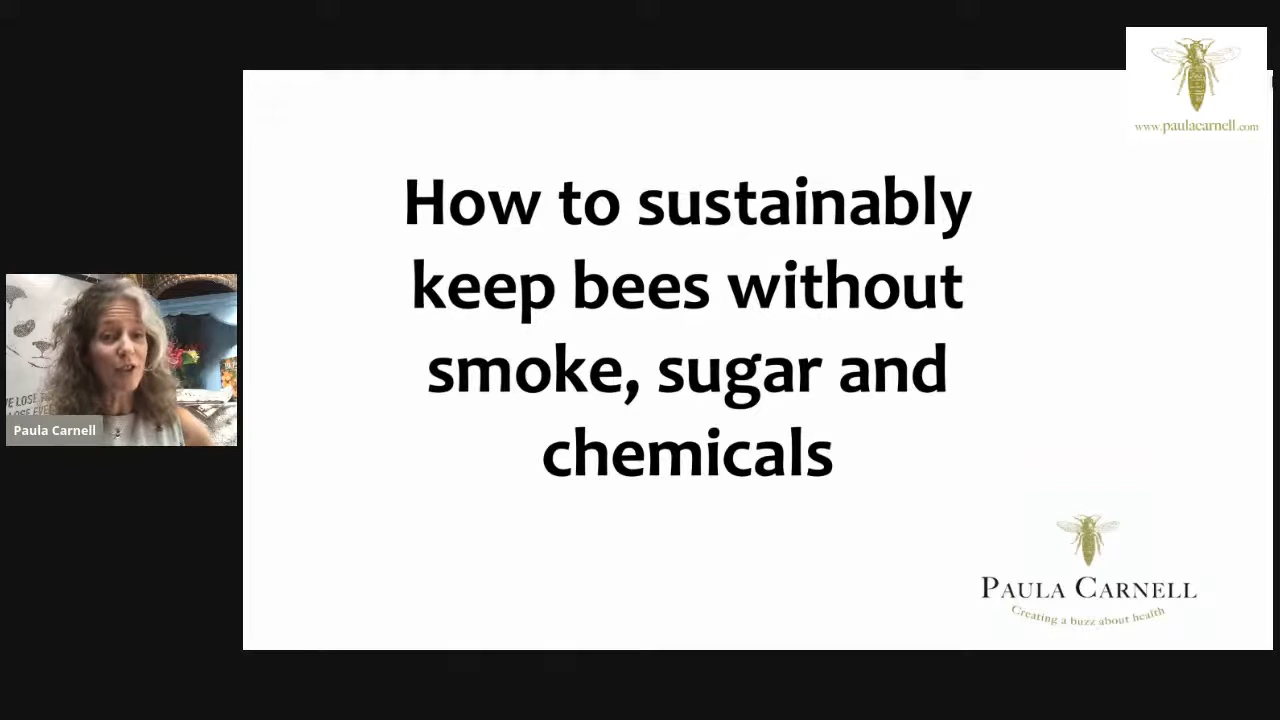 www.paulacarnell.com
How to sustainably
keep bees without
smoke, sugar and
chemicals
Paula Carnell
PAULA CARNELL
Creating a buzz about health